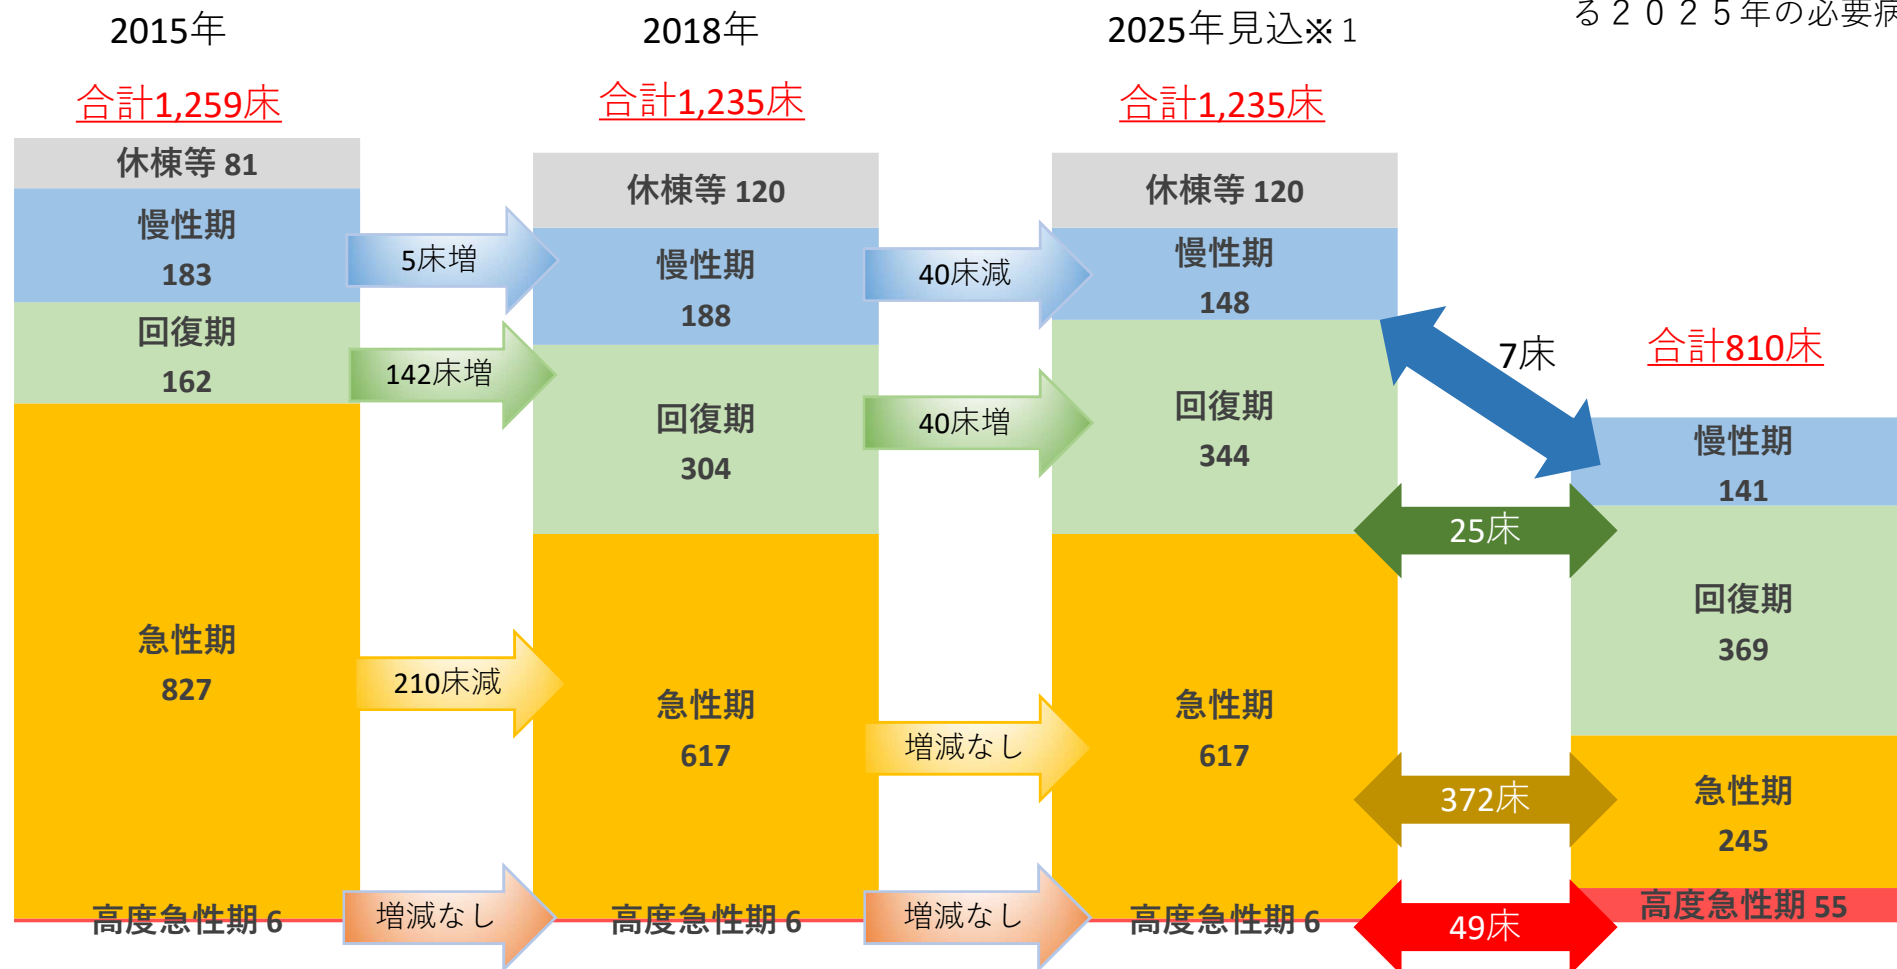 2015年
合計1,259床
休棟等 81
慢性期
183
回復期
162
急性期
827
高度急性期 6
5床増
142床増
210床減
増減なし
2018年
合計1,235床
休棟等 120
慢性期
188
回復期
304
急性期
617
高度急性期 6
40床減
40床増
増減なし
増減なし
2025年見込※1
合計1,235床
休棟等 120
慢性期
148
回復期
344
急性期
617
高度急性期 6
7床
25床
372床
49床
る２０２５年の必要病
合計810床
慢性期
141
回復期
369
急性期
245
高度急性期 55